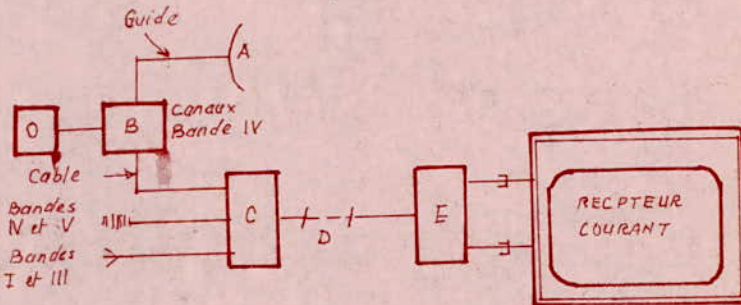 Guide
A
O
B
Canaux
Bande IV
Cable
Bandes
IV et V
Bandes
I et III
C
D
E
RECPTEUR
COURANT